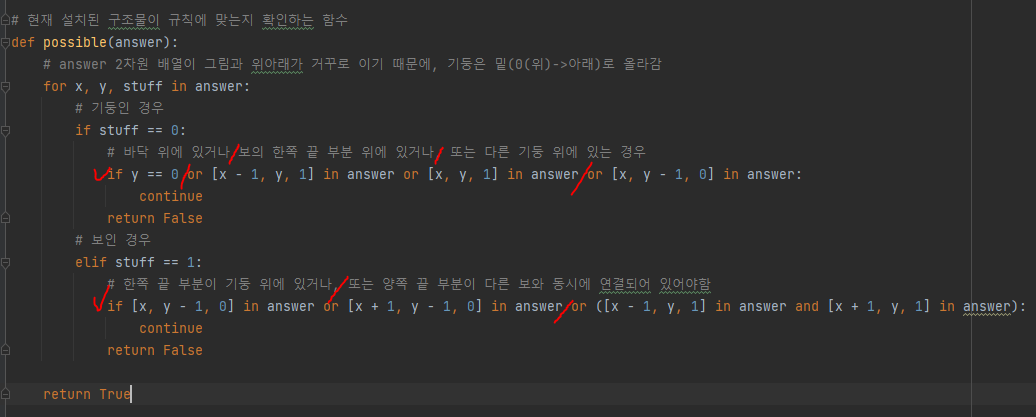 # 현재 설치된 구조물이 규칙에 맞는지 확인하는 함수
def possible(answer):
# answer 2차원 배열이 그림과 위아래가 거꾸로 이기 때문에, 기둥은 밑(0(위)->아래)로 올라감
for x, y, stuff in answer:
# 기둥인 경우
if stuff == 0:
# 바닥 위에 있거나 보의 한쪽 끝 부분 위에 있거나 또는 다른 기둥 위에 있는 경우
if y == 0 or [x - 1, y, 1] in answer or [x, y, 1] in answer or [x, y - 1, 0] in answer:
continue
return False
# 보인 경우
elif stuff == 1:
# 한쪽 끝 부분이 기둥 위에 있거나, 또는 양쪽 끝 부분이 다른 보와 동시에 연결되어 있어야함
if [x, y - 1, 0] in answer or [x + 1, y - 1, 0] in answer or ([x - 1, y, 1] in answer and [x + 1, y, 1] in answer):
continue
return False
return True